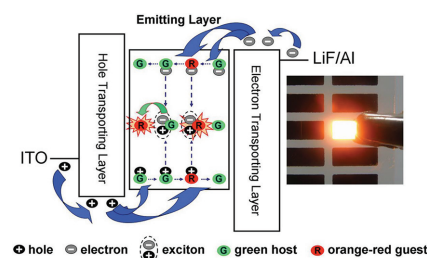 Emitting Layer
LiF/Al
Hole Transporting Layer
Electron Transporting Layer
G G R G
R G R G
ITO
G G R G
hole electron exciton G green host R orange-red guest